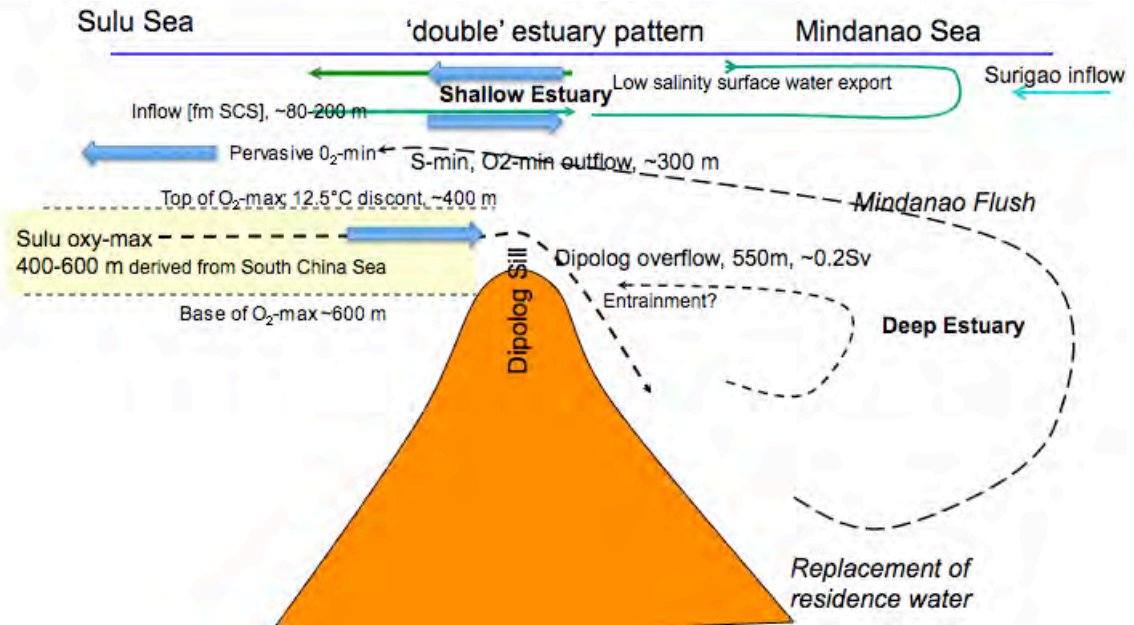 Sulu Sea
'double' estuary pattern
Mindanao Sea
Low salinity surface water export
Surigao inflow
Shallow Estuary
Inflow [fm SCS], ~80-200 m
Pervasive 0₂-min
S-min, O2-min outflow, ~300 m
Top of O₂-max; 12.5°C discont, ~400 m
Mindanao Flush
Sulu oxy-max
400-600 m derived from South China Sea
Dipolog overflow, 550m, ~0.2Sv
Entrainment?
Base of O₂-max~600 m
Dipolog Sill
Deep Estuary
Replacement of
residence water